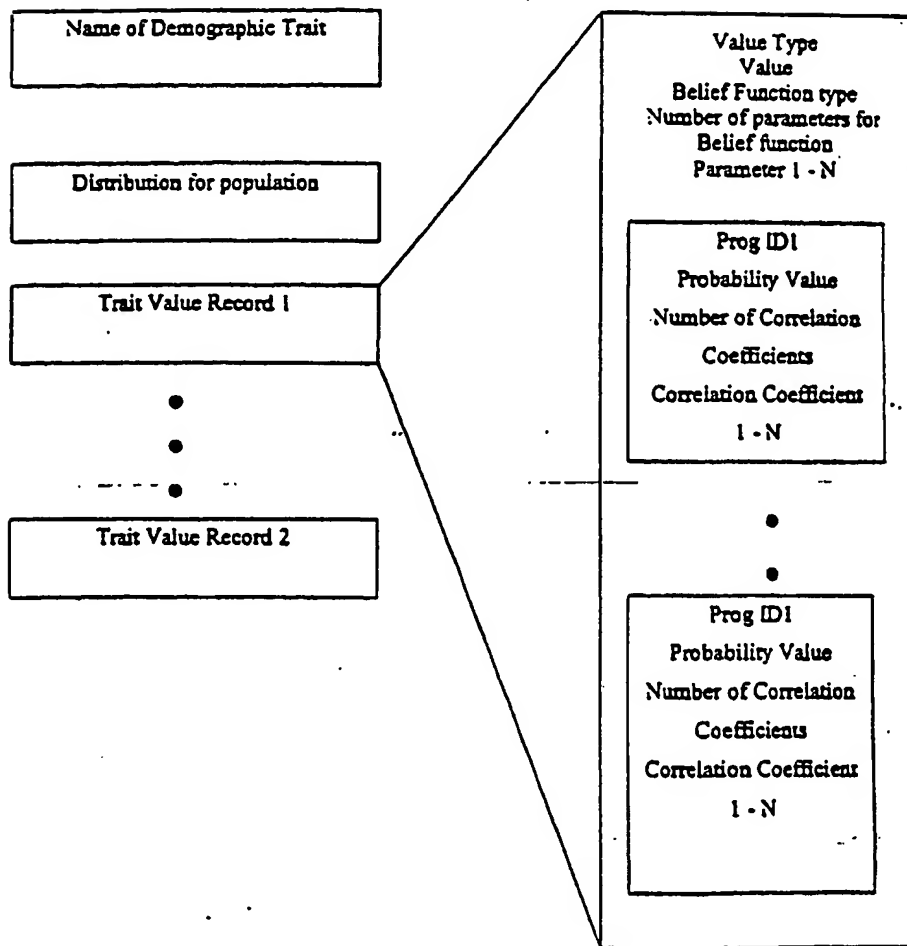 Name of Demographic Trait
Distribution for population
Trait Value Record 1
Trait Value Record 2
Value Type
Value
Belief Function type
Number of parameters for
Belief function
Parameter 1 - N
Prog ID1
Probability Value
Number of Correlation
Coefficients
Correlation Coefficient
1 - N
Prog ID1
Probability Value
Number of Correlation
Coefficients
Correlation Coefficient
1 - N